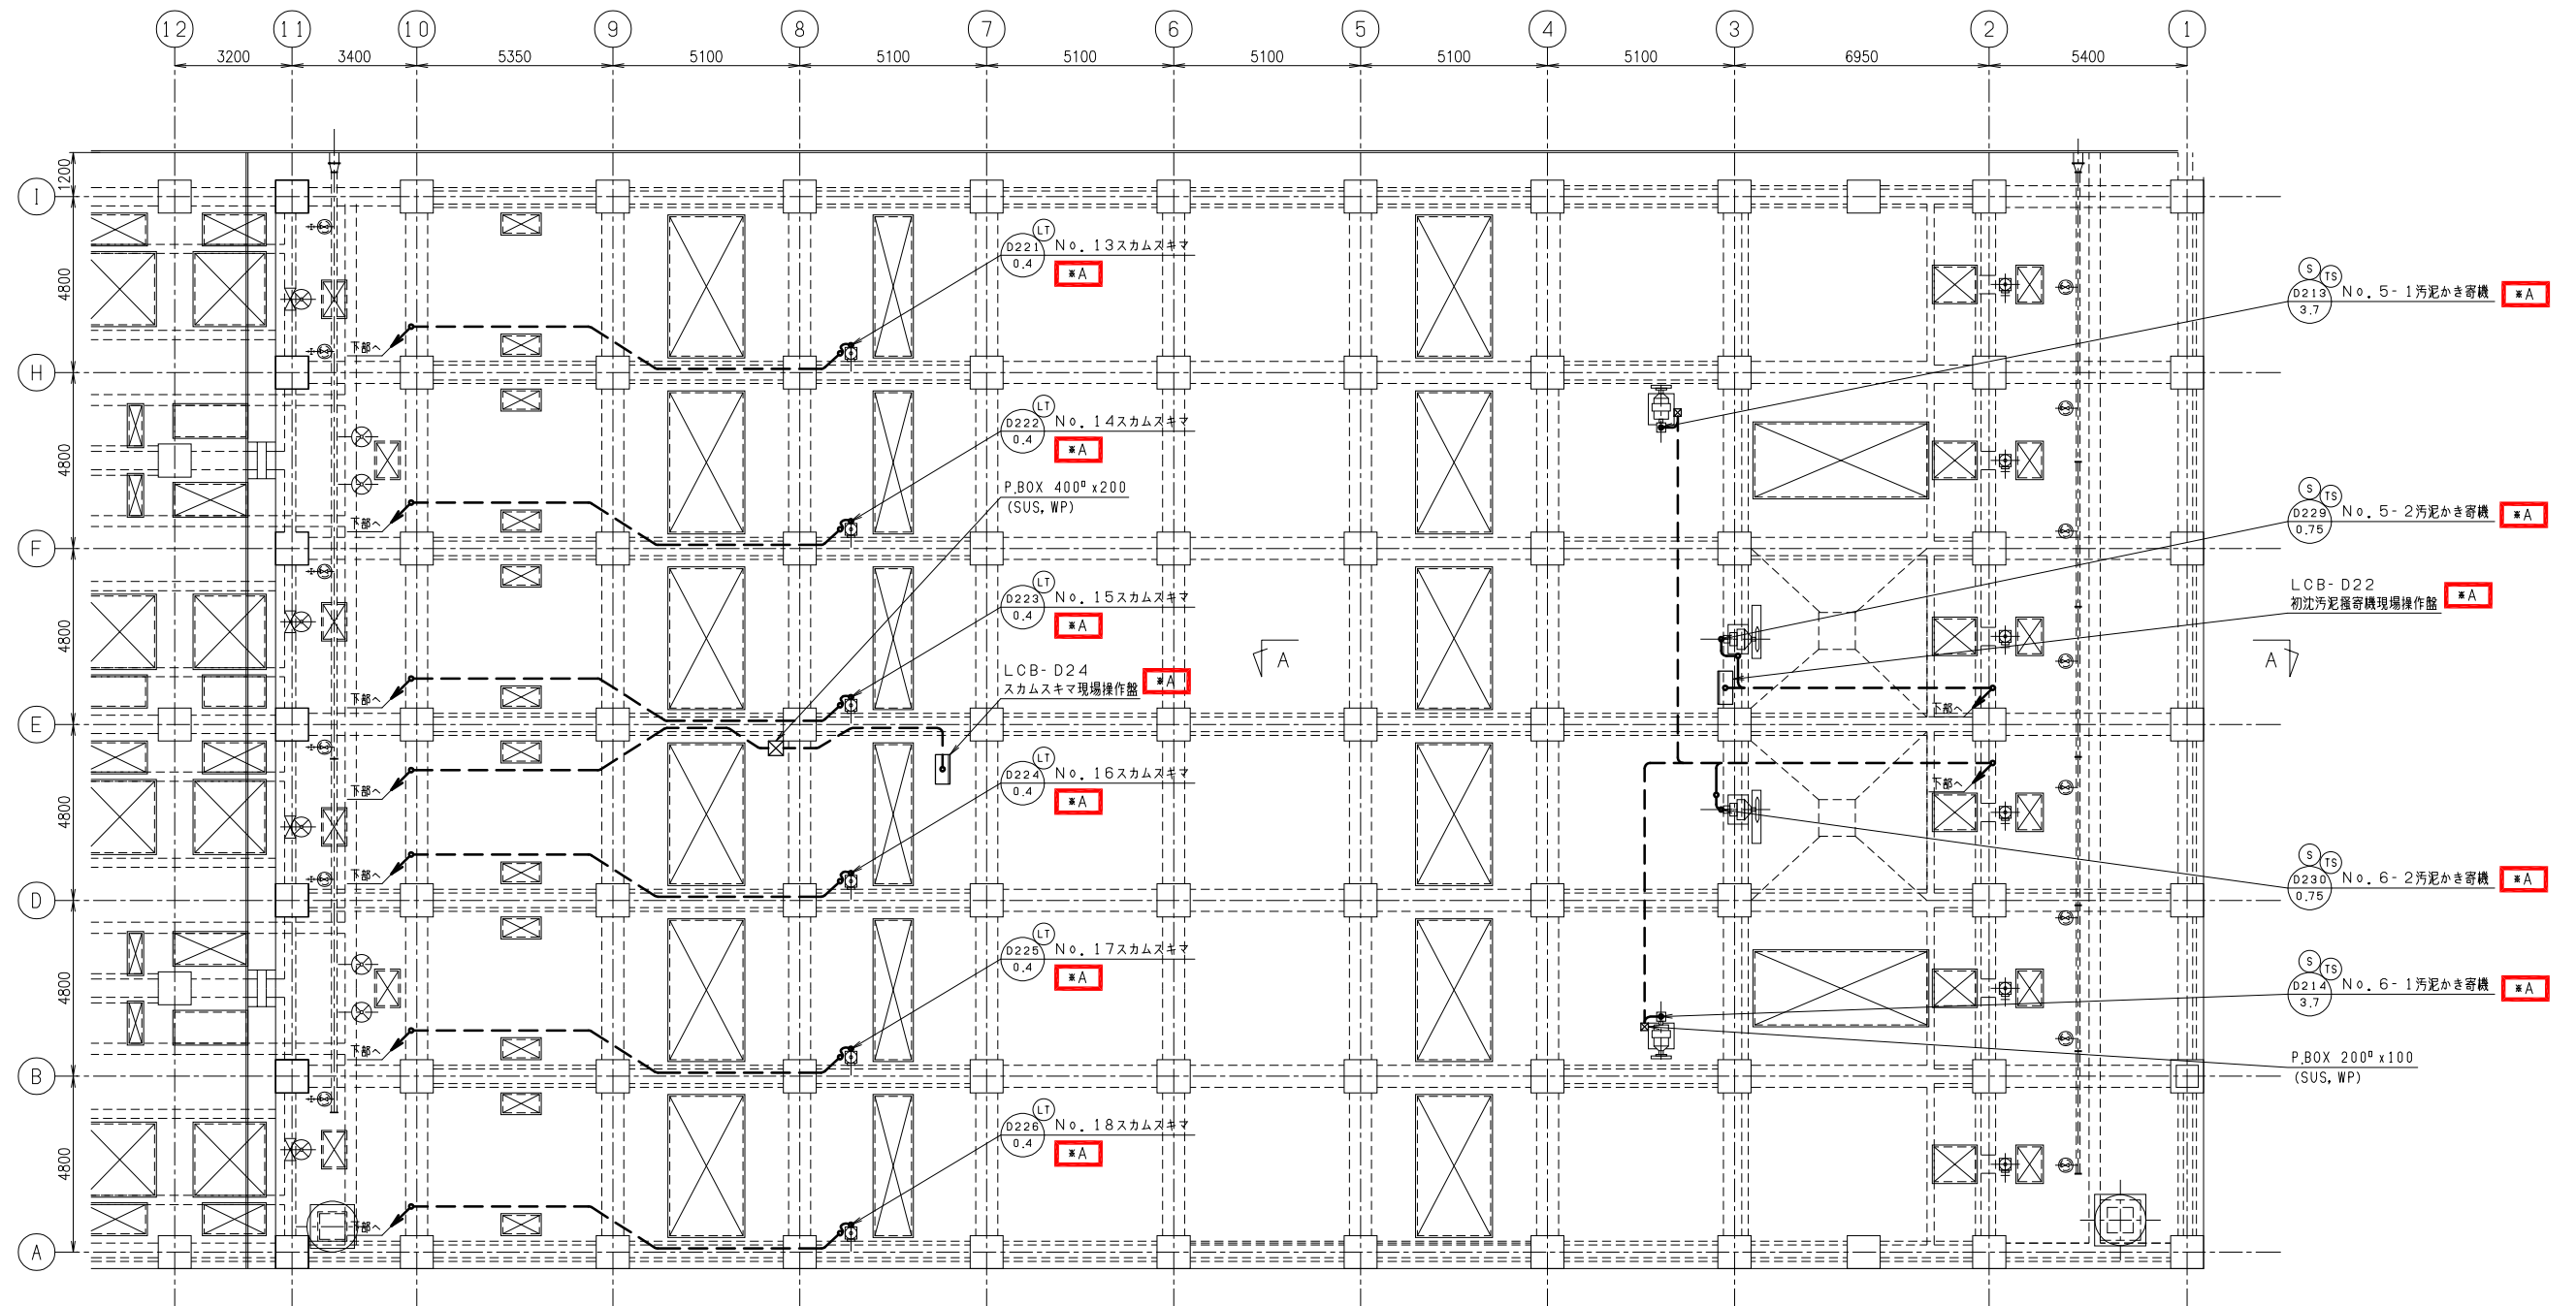 12 11 10 9 8 7 6 5 4 3 2 1
3200 3400 5350 5100 5100 5100 5100 5100 5100 6950 5400
1200
I
4800
LT
D221 No. 13スカムスキマ
0.4
※A
S TS
D213 No. 5-1汚泥かき寄機 ※A
3.7
下部へ
H
4800
LT
D222 No. 14スカムスキマ
0.4
※A
P.BOX 400□x200
(SUS, WP)
下部へ
S TS
D229 No. 5-2汚泥かき寄機 ※A
0.75
F
4800
LT
D223 No. 15スカムスキマ
0.4
※A
LCB-D22
初沈汚泥掻寄機現場操作盤 ※A
A
A
LCB-D24
スカムスキマ現場操作盤 ※A
下部へ
下部へ
E
4800
LT
D224 No. 16スカムスキマ
0.4
※A
下部へ
下部へ
S TS
D230 No. 6-2汚泥かき寄機 ※A
0.75
下部へ
D
4800
LT
D225 No. 17スカムスキマ
0.4
※A
S TS
D214 No. 6-1汚泥かき寄機 ※A
3.7
下部へ
P.BOX 200□x100
(SUS, WP)
B
4800
LT
D226 No. 18スカムスキマ
0.4
※A
下部へ
A